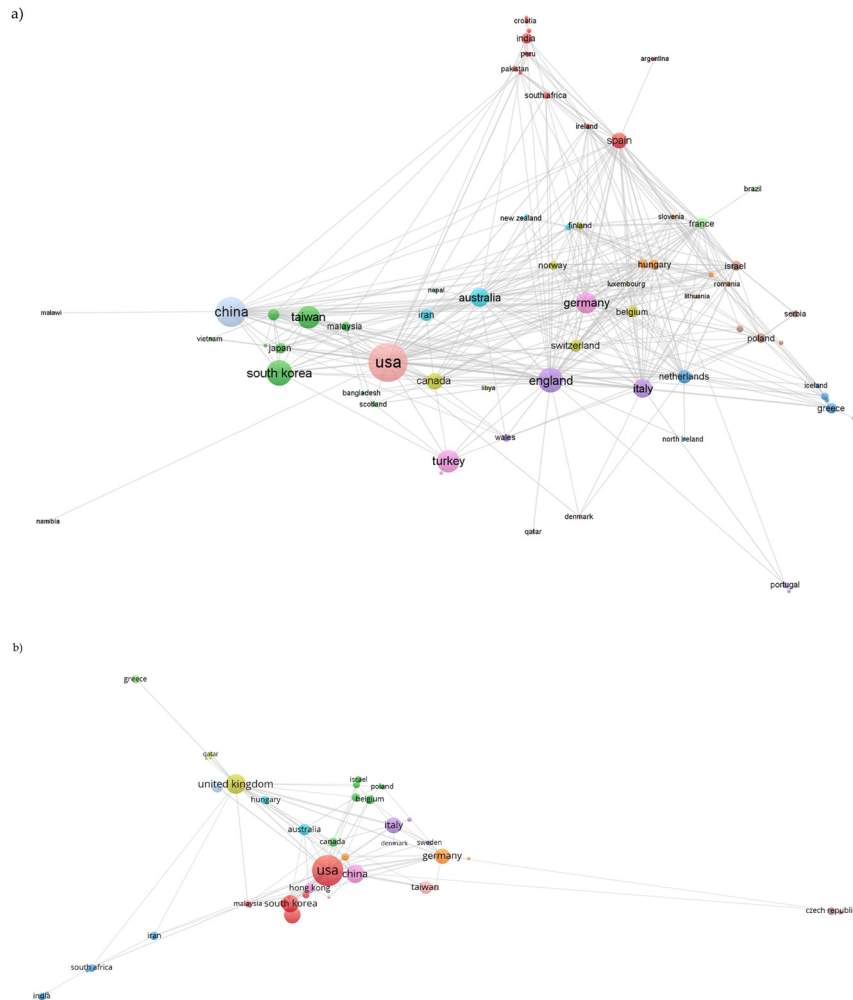 a)
croatia
india
peru
pakistan
argentina
south africa
ireland
spain
brazil
new zealand
finland
slovenia
france
norway
hungary
israel
nepal
luxembourg
romania
lithuania
china
malawi
taiwan
australia
germany
iran
belgium
serbia
malaysia
vietnam
japan
switzerland
poland
usa
south korea
canada
england
italy
netherlands
bangladesh
libya
iceland
scotland
greece
wales
north ireland
turkey
namibia
denmark
qatar
portugal
b)
greece
qatar
united kingdom
israel
poland
hungary
belgium
australia
italy
canada
denmark
sweden
germany
usa
china
hong kong
taiwan
malaysia
south korea
czech republic
iran
south africa
india